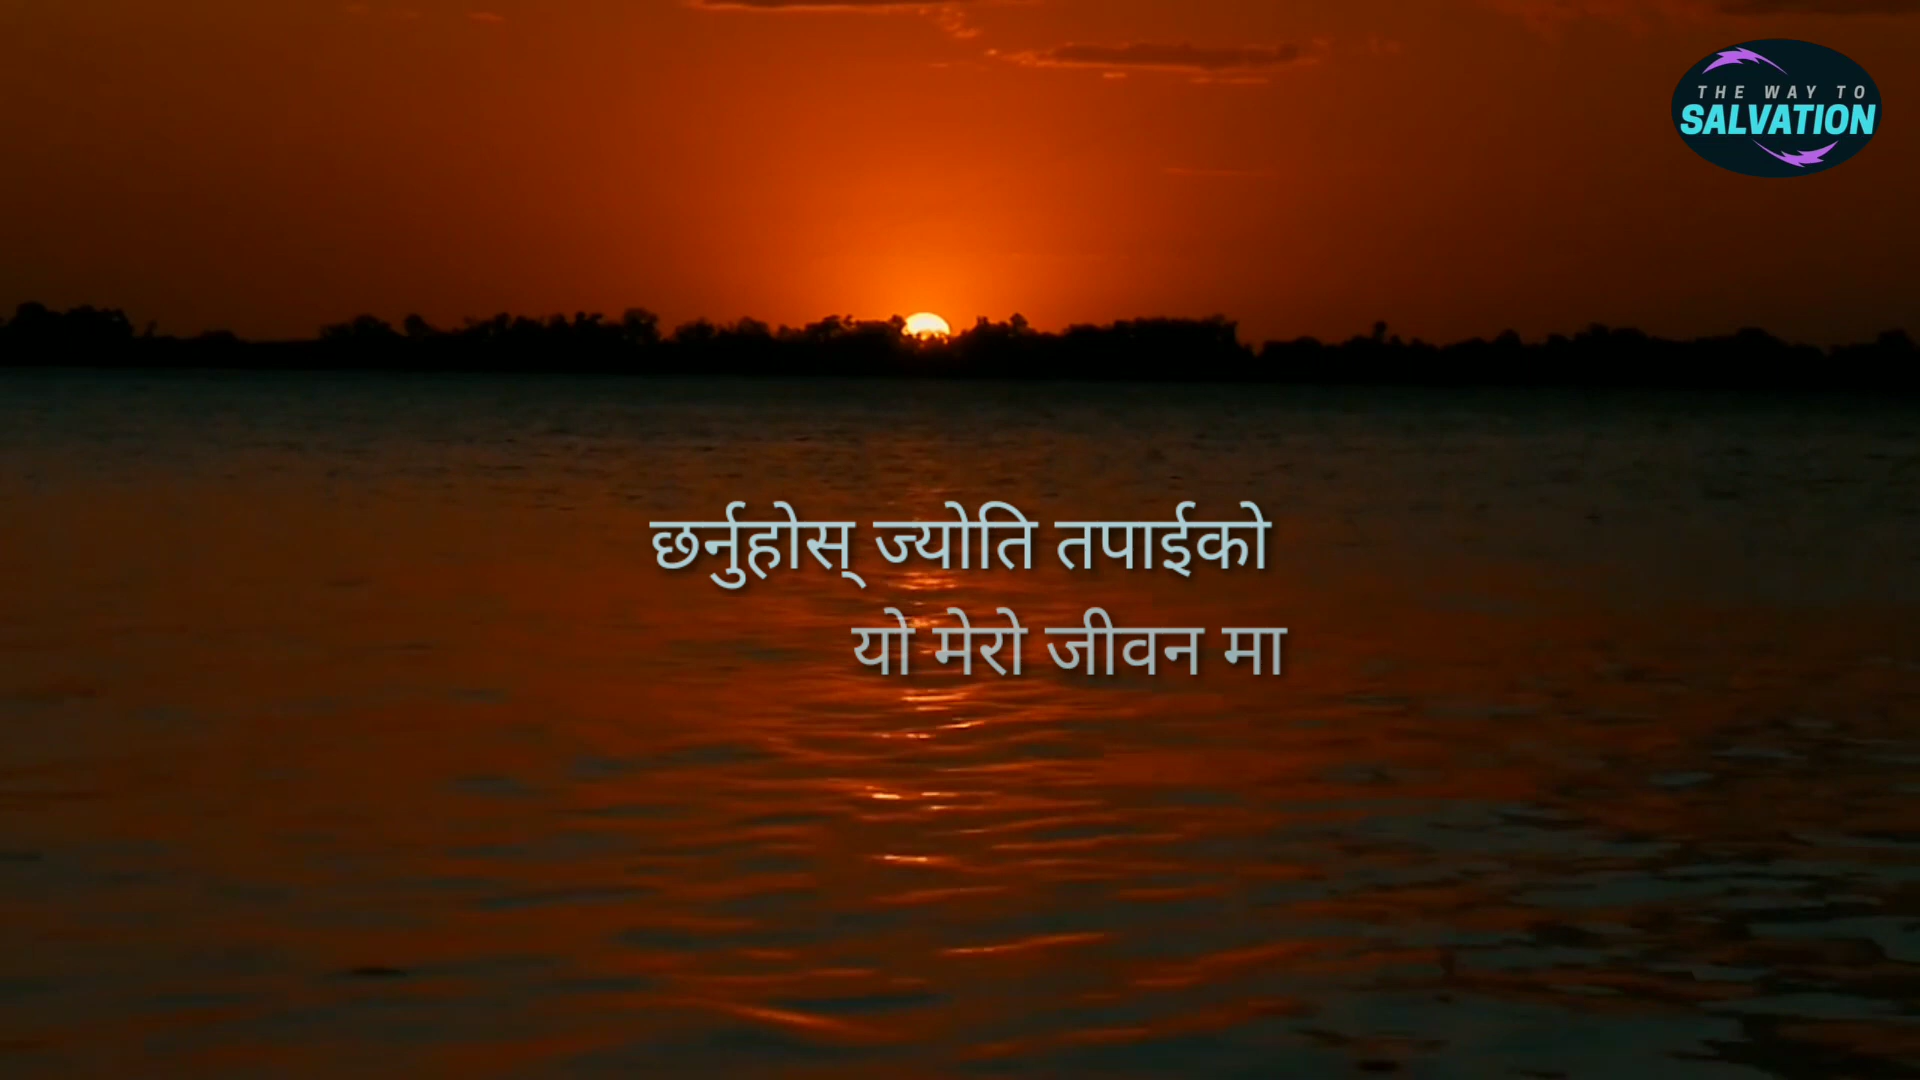 THE WAY TO
SALVATION
छर्नुहोस् ज्योति तपाईको
यो मेरो जीवन मा